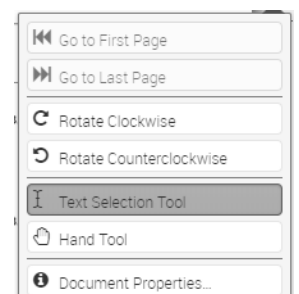 Go to First Page
Go to Last Page
Rotate Clockwise
Rotate Counterclockwise
Text Selection Tool
Hand Tool
Document Properties...